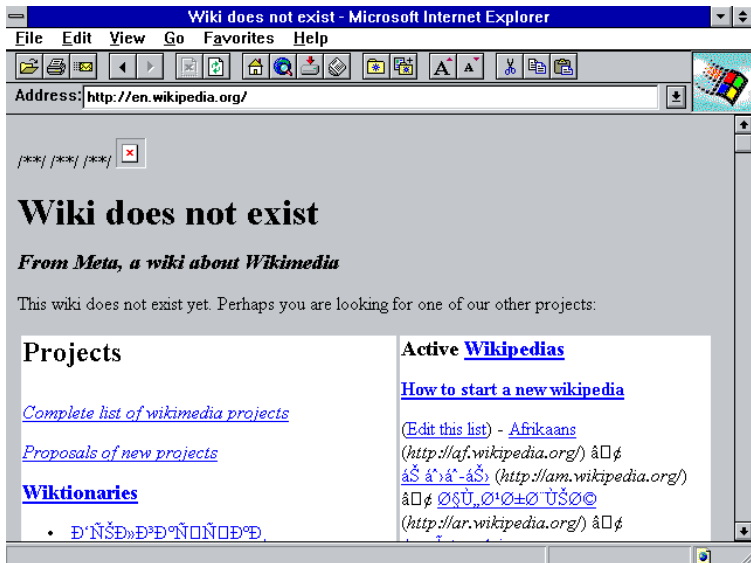 Wiki does not exist - Microsoft Internet Explorer
File Edit View Go Favorites Help
Address: http://en.wikipedia.org/
/**/ /**/ /**/
Wiki does not exist
From Meta, a wiki about Wikimedia
This wiki does not exist yet. Perhaps you are looking for one of our other projects:
Projects
Complete list of wikimedia projects
Proposals of new projects
Wiktionaries
Active Wikipedias
How to start a new wikipedia
(Edit this list) - Afrikaans
(http://af.wikipedia.org/) â□¢
(http://am.wikipedia.org/)
â□¢
(http://ar.wikipedia.org/) â□¢